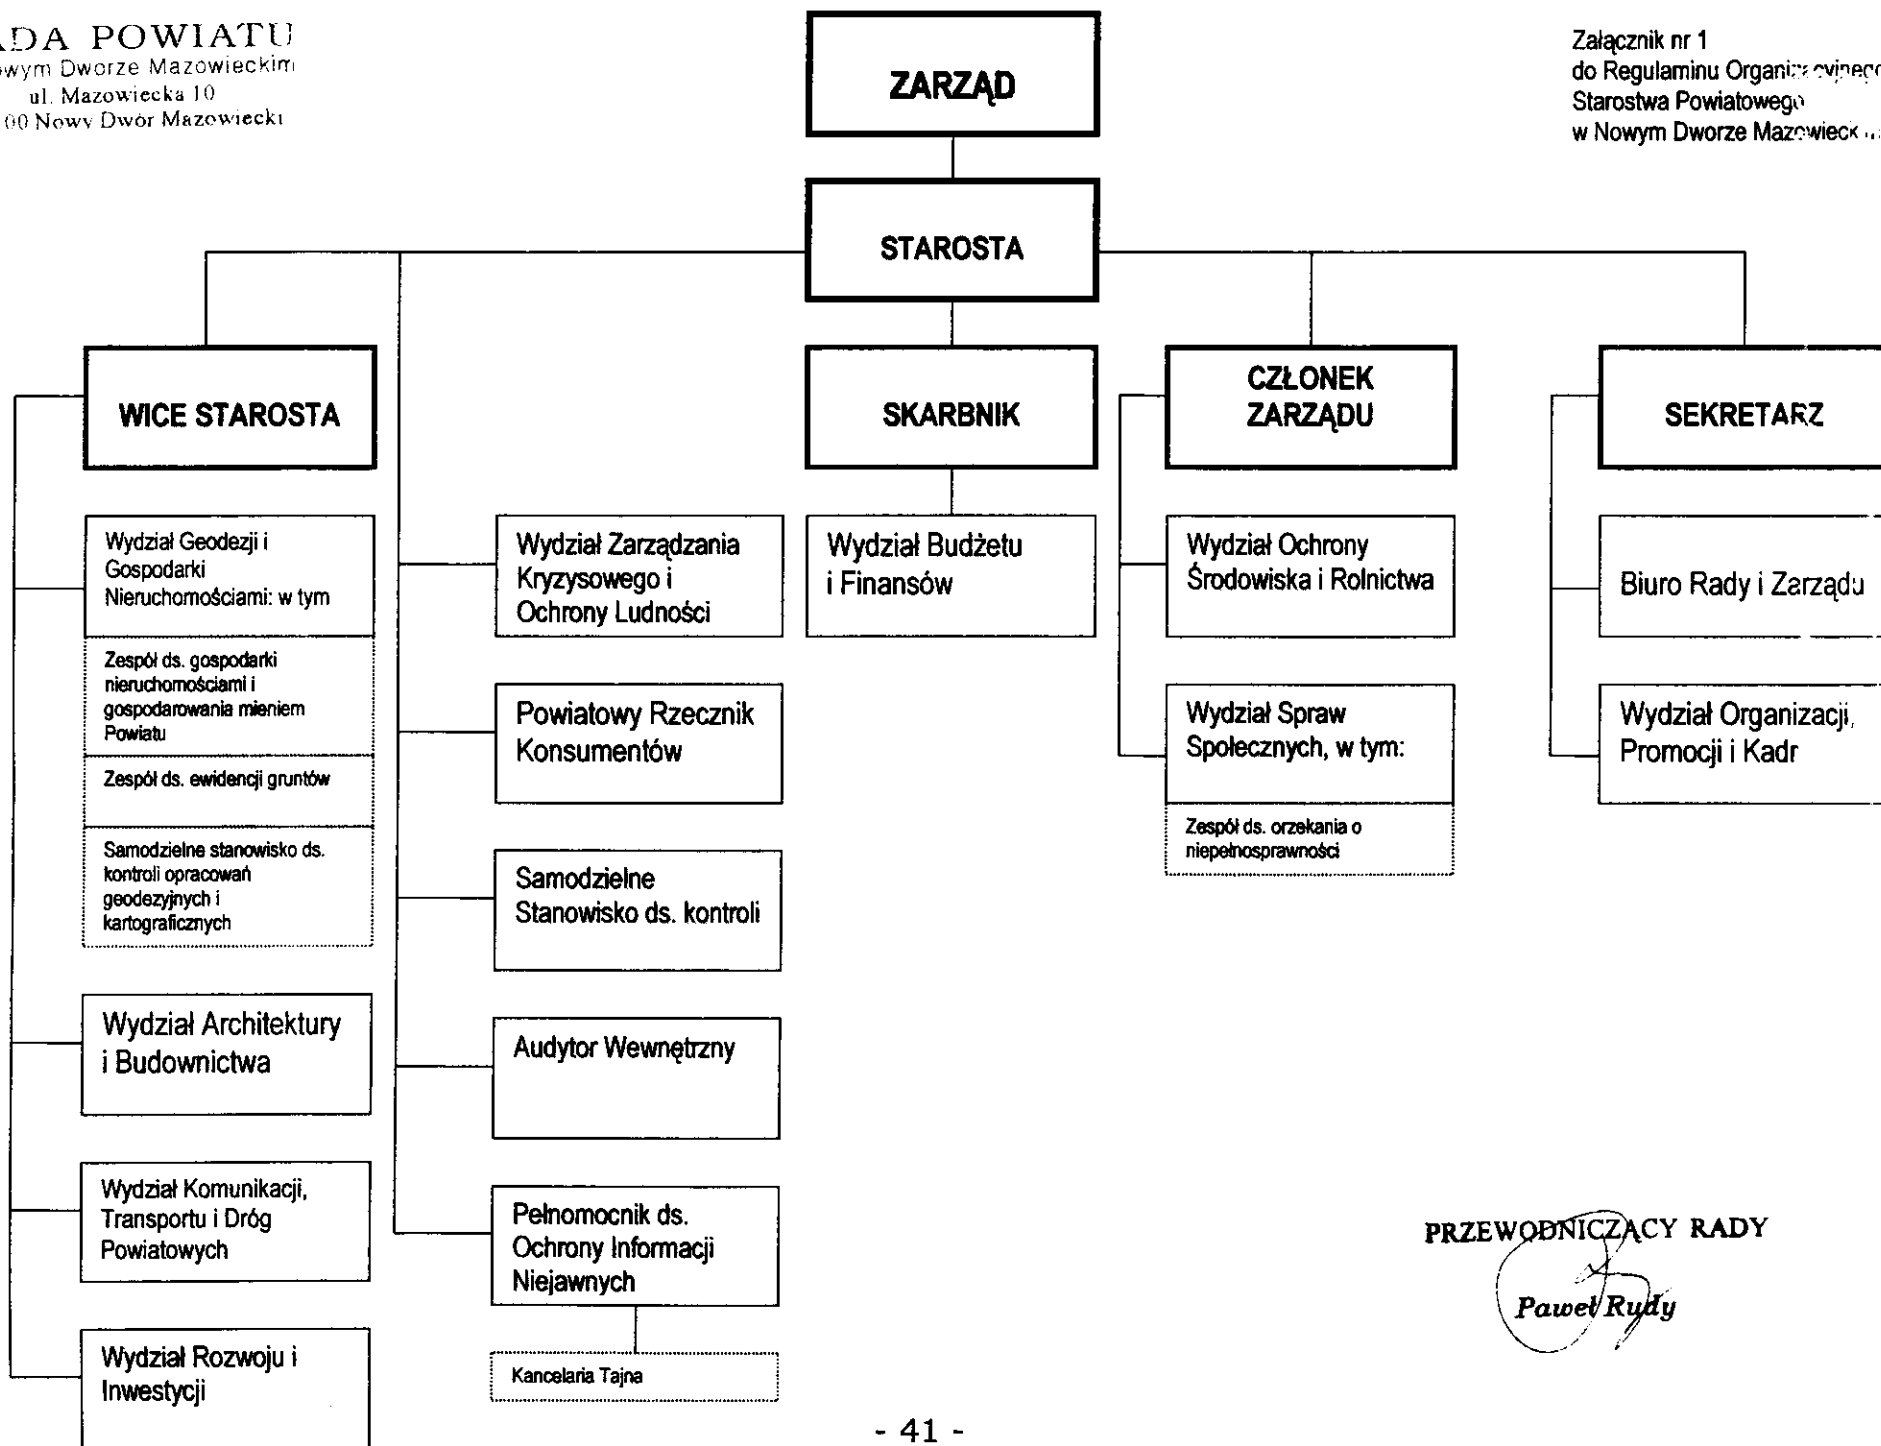 ADA POWIATU
owym Dworze Mazowieckim
ul. Mazowiecka 10
00 Nowy Dwór Mazowiecki
Załącznik nr 1
do Regulaminu Organizacyjnego
Starostwa Powiatowego
w Nowym Dworze
ZARZĄD
STAROSTA
WICE STAROSTA
SKARBNIK
CZŁONEK
ZARZĄDU
SEKRETARZ
Wydział Geodezji i
Gospodarki
Nieruchomościami: w tym
Zespół ds. gospodarki
nieruchomościami i
gospodarowania mieniem
Powiatu
Zespół ds. ewidencji gruntów
Samodzielne stanowisko ds.
kontroli opracowań
geodezyjnych i
kartograficznych
Wydział Architektury
i Budownictwa
Wydział Komunikacji,
Transportu i Dróg
Powiatowych
Wydział Rozwoju i
Inwestycji
Wydział Zarządzania
Kryzysowego i
Ochrony Ludności
Powiatowy Rzecznik
Konsumentów
Samodzielne
Stanowisko ds. kontroli
Audytor Wewnętrzny
Pełnomocnik ds.
Ochrony Informacji
Niejawnych
Kancelaria Tajna
Wydział Budżetu
i Finansów
Wydział Ochrony
Środowiska i Rolnictwa
Wydział Spraw
Społecznych, w tym:
Zespół ds. orzekania o
niepełnosprawności
Biuro Rady i Zarządu
Wydział Organizacji,
Promocji i Kadr
PRZEWODNICZĄCY RADY
Paweł Rudy
- 41 -